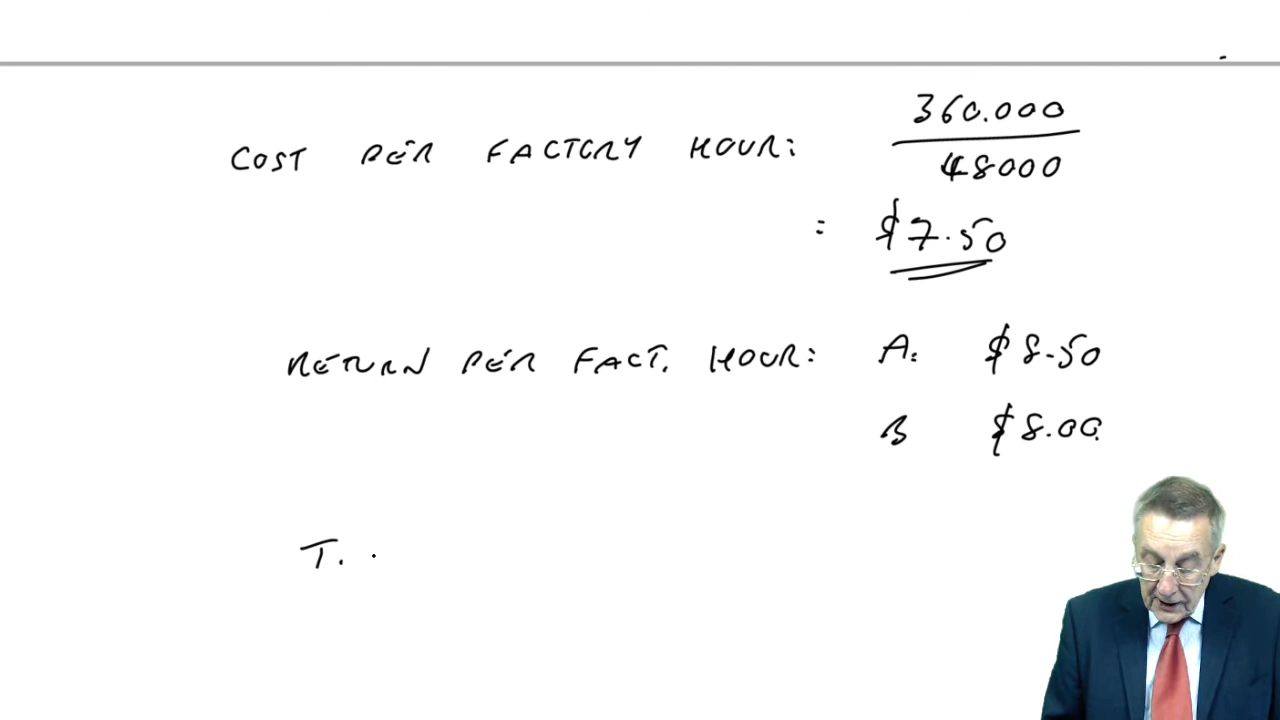 COST PER FACTORY HOUR: 360.000
48000
= $7.50
RETURN PER FACT. HOUR: A: $8.50
B $8.00.
T. .